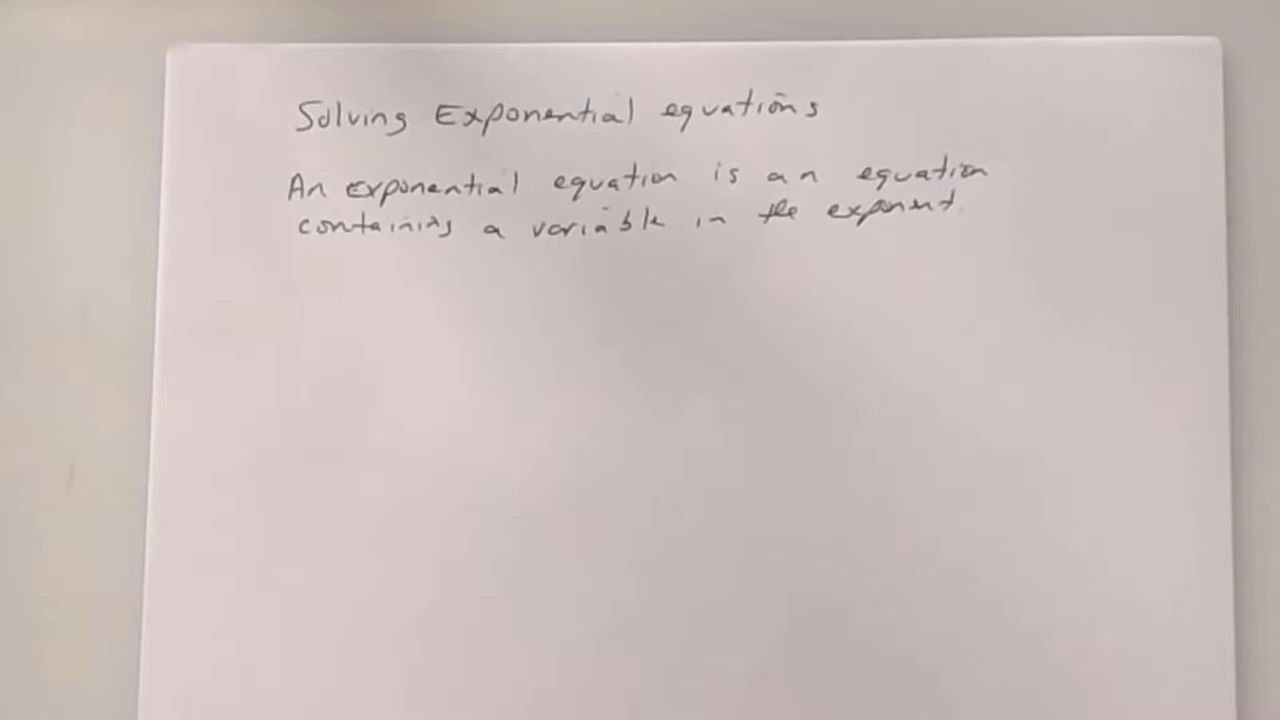 Solving Exponential equations
An exponential equation is an equation
containing a variable in the exponent.